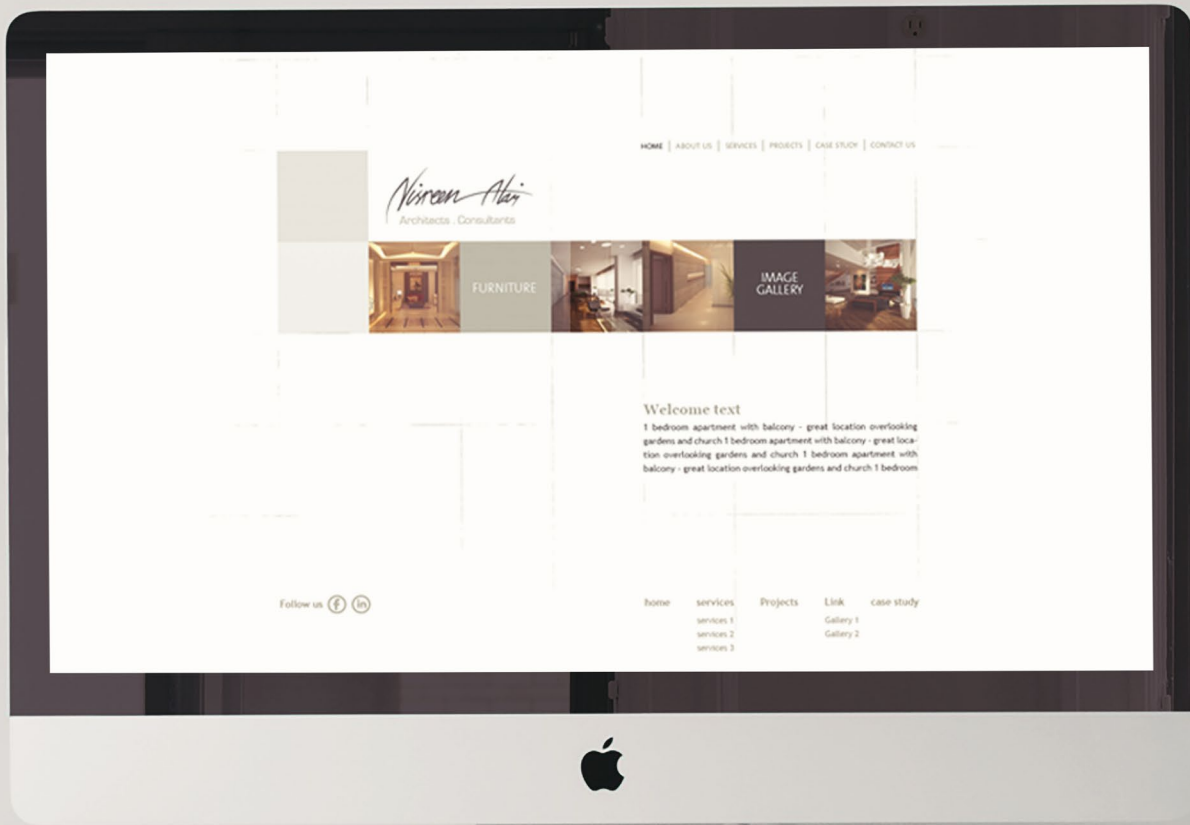 HOME | ABOUT US | SERVICES | PROJECTS | CASE STUDY | CONTACT US
Nisreen
Architects . Consultants
FURNITURE
IMAGE
GALLERY
Welcome text
1 bedroom apartment with balcony - great location overlooking
gardens and church 1 bedroom apartment with balcony - great loca-
tion overlooking gardens and church 1 bedroom apartment with
balcony - great location overlooking gardens and church 1 bedroom
Follow us f in
home services Projects Link case study
services 1 Gallery 1
services 2 Gallery 2
services 3